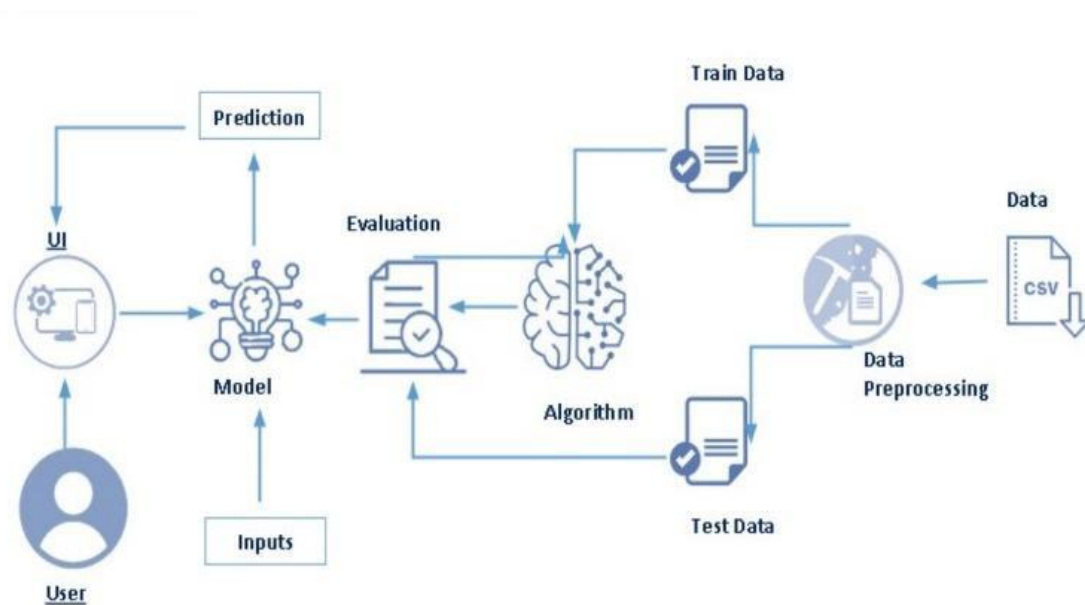 Train Data
Prediction
Data
Evaluation
UI
CSV
Data
Preprocessing
Model
Algorithm
Test Data
Inputs
User